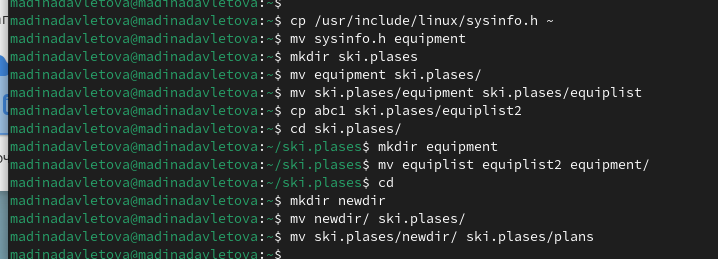 madinadavletova@madinadavletova:~$
madinadavletova@madinadavletova:~$ cp /usr/include/linux/sysinfo.h ~
madinadavletova@madinadavletova:~$ mv sysinfo.h equipment
madinadavletova@madinadavletova:~$ mkdir ski.plases
madinadavletova@madinadavletova:~$ mv equipment ski.plases/
madinadavletova@madinadavletova:~$ mv ski.plases/equipment ski.plases/equiplist
madinadavletova@madinadavletova:~$ cp abc1 ski.plases/equiplist2
madinadavletova@madinadavletova:~$ cd ski.plases/
madinadavletova@madinadavletova:~/ski.plases$ mkdir equipment
madinadavletova@madinadavletova:~/ski.plases$ mv equiplist equiplist2 equipment/
madinadavletova@madinadavletova:~/ski.plases$ cd
madinadavletova@madinadavletova:~$ mkdir newdir
madinadavletova@madinadavletova:~$ mv newdir/ ski.plases/
madinadavletova@madinadavletova:~$ mv ski.plases/newdir/ ski.plases/plans
madinadavletova@madinadavletova:~$